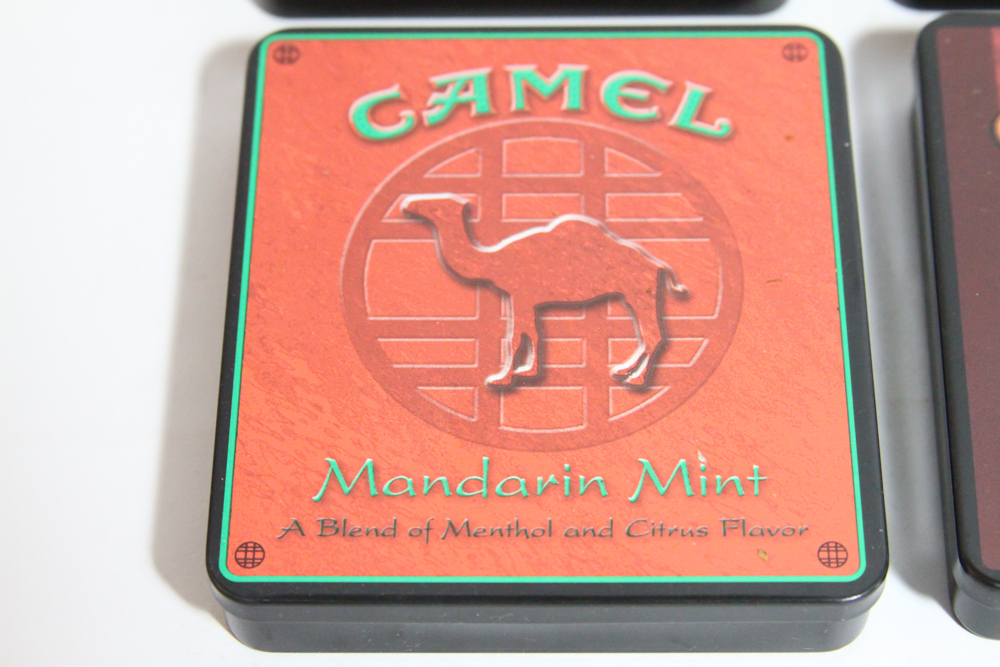 CAMEL
Mandarin Mint
A Blend of Menthol and Citrus Flavor